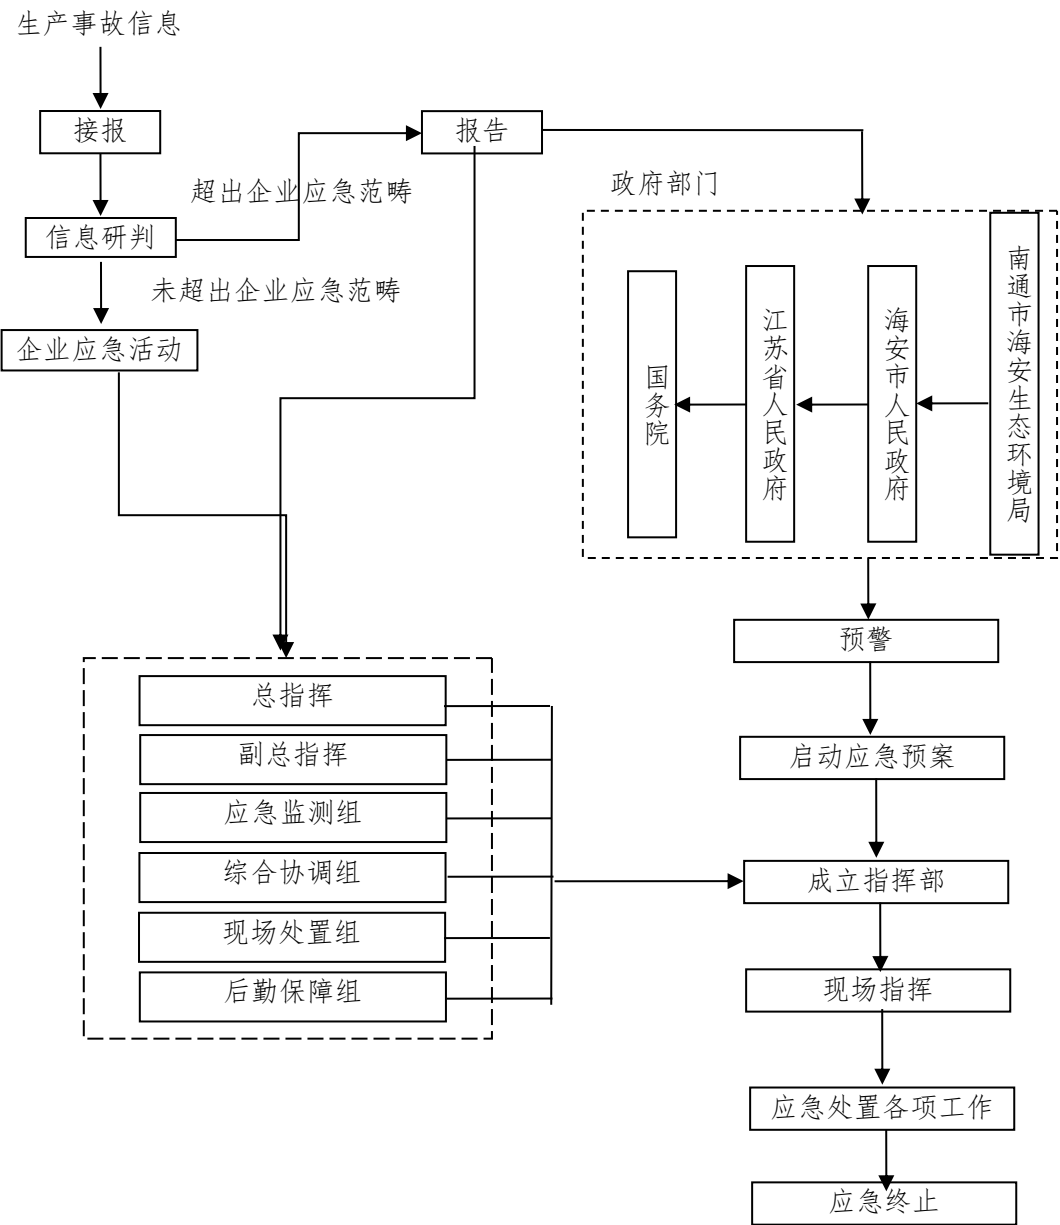 生产事故信息
接报
报告
超出企业应急范畴
政府部门
信息研判
未超出企业应急范畴
企业应急活动
国务院
江苏省人民政府
海安市人民政府
南通市海安生态环境局
预警
总指挥
副总指挥
启动应急预案
应急监测组
综合协调组
成立指挥部
现场处置组
后勤保障组
现场指挥
应急处置各项工作
应急终止